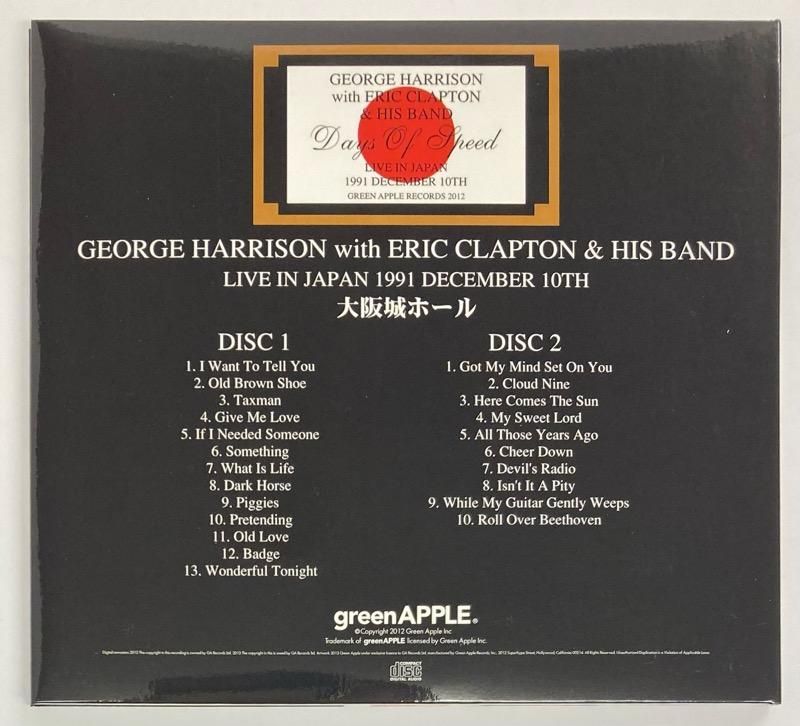 GEORGE HARRISON
with ERIC CLAPTON
& HIS BAND
Days Of Speed
LIVE IN JAPAN
1991 DECEMBER 10TH
GREEN APPLE RECORDS 2012
GEORGE HARRISON with ERIC CLAPTON & HIS BAND
LIVE IN JAPAN 1991 DECEMBER 10TH
大阪城ホール
DISC 1
1. I Want To Tell You
2. Old Brown Shoe
3. Taxman
4. Give Me Love
5. If I Needed Someone
6. Something
7. What Is Life
8. Dark Horse
9. Piggies
10. Pretending
11. Old Love
12. Badge
13. Wonderful Tonight
DISC 2
1. Got My Mind Set On You
2. Cloud Nine
3. Here Comes The Sun
4. My Sweet Lord
5. All Those Years Ago
6. Cheer Down
7. Devil's Radio
8. Isn't It A Pity
9. While My Guitar Gently Weeps
10. Roll Over Beethoven
greenAPPLE®
©Copyright 2012 Green Apple Inc
Trademark of greenAPPLE licensed by Green Apple Inc.
COMPACT
disc
DIGITAL AUDIO